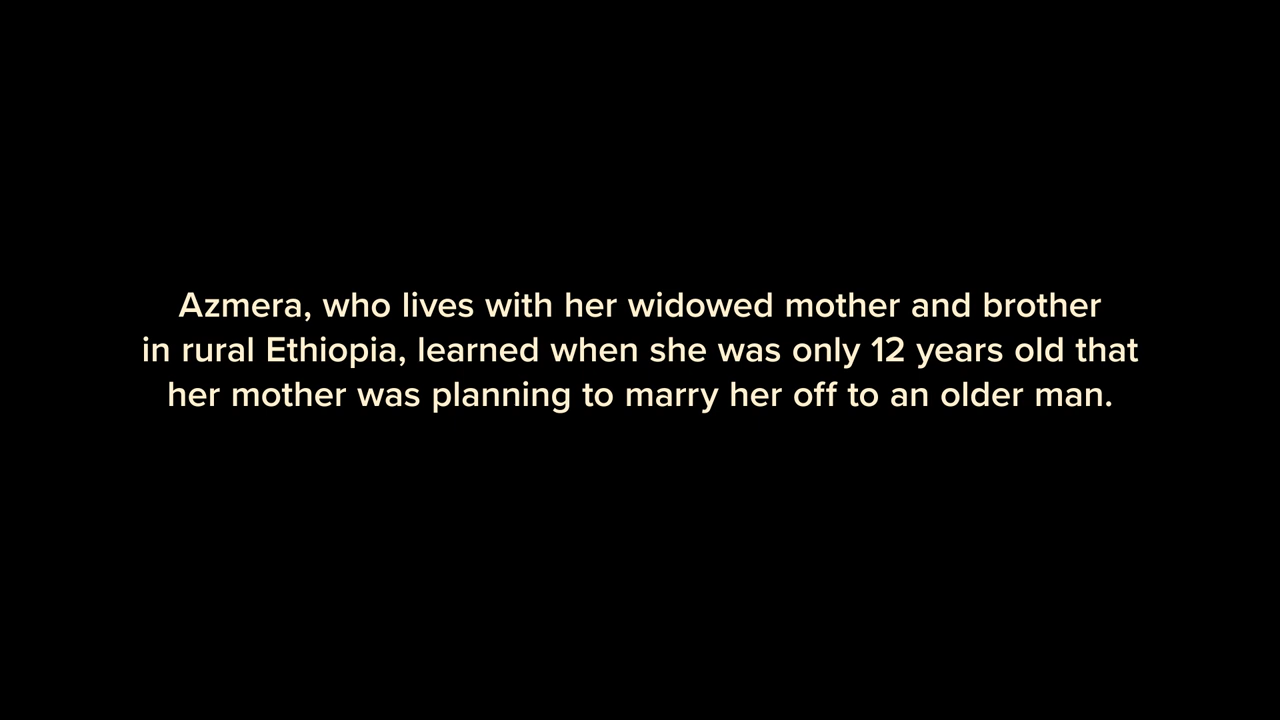 Azmera, who lives with her widowed mother and brother
in rural Ethiopia, learned when she was only 12 years old that
her mother was planning to marry her off to an older man.